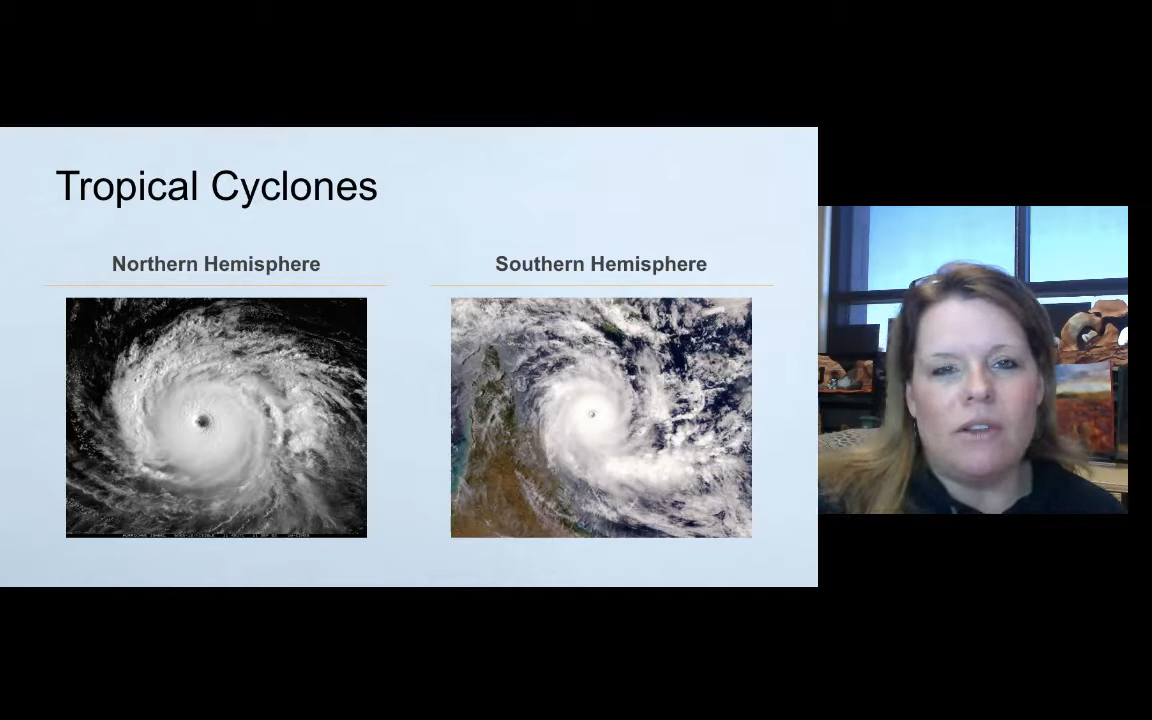 Tropical Cyclones
Northern Hemisphere
Southern Hemisphere